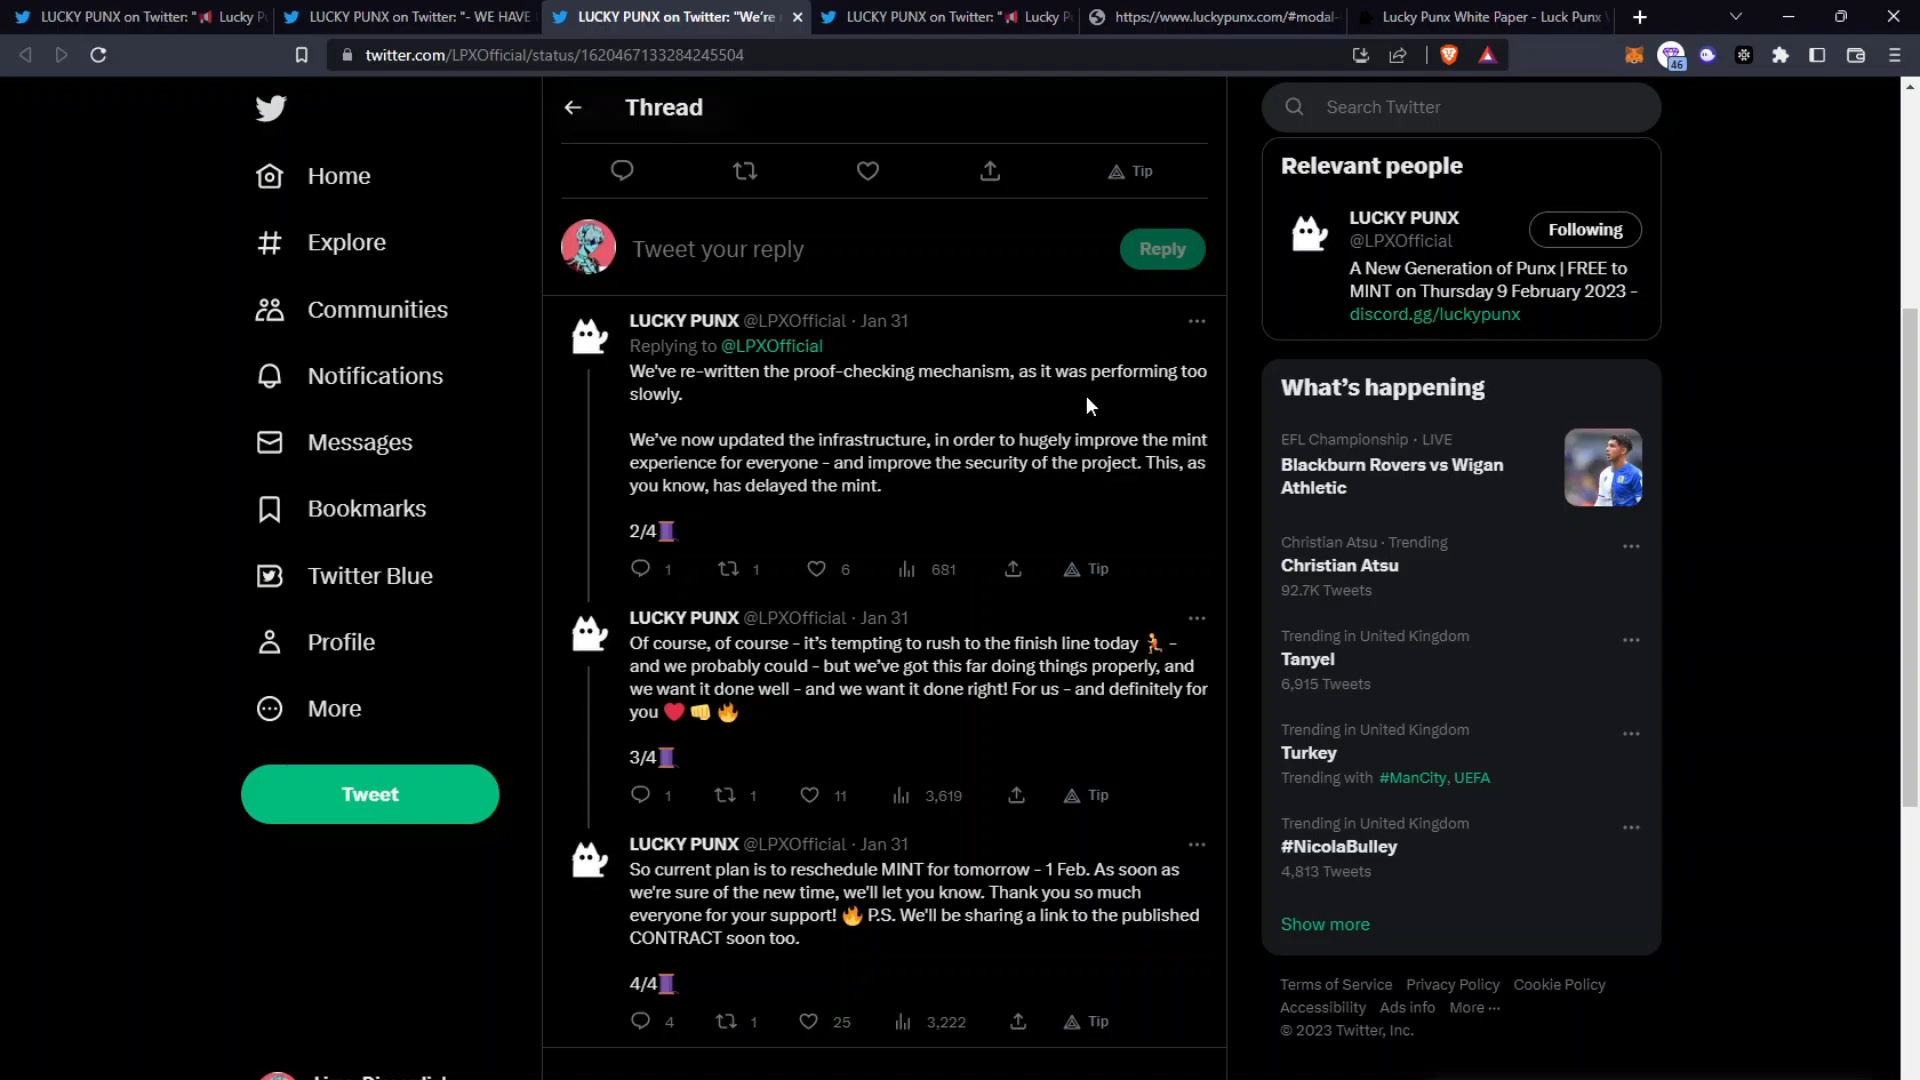 LUCKY PUNX on Twitter: "📢 Lucky P
LUCKY PUNX on Twitter: "- WE HAVE
LUCKY PUNX on Twitter: "We're
LUCKY PUNX on Twitter: "📢 Lucky P
https://www.luckypunx.com/#modal-
Lucky Punx White Paper - Luck Punx
twitter.com/LPXOfficial/status/1620467133284245504
46
Thread
Search Twitter
Home
Explore
Communities
Notifications
Messages
Bookmarks
Twitter Blue
Profile
More
Tweet
Tip
Tweet your reply
Reply
LUCKY PUNX @LPXOfficial · Jan 31
Replying to @LPXOfficial
We've re-written the proof-checking mechanism, as it was performing too
slowly.
We've now updated the infrastructure, in order to hugely improve the mint
experience for everyone - and improve the security of the project. This, as
you know, has delayed the mint.
2/4🧵
1 1 6 681 Tip
LUCKY PUNX @LPXOfficial · Jan 31
Of course, of course - it's tempting to rush to the finish line today 🏃 -
and we probably could - but we've got this far doing things properly, and
we want it done well - and we want it done right! For us - and definitely for
you ❤️ 👊 🔥
3/4🧵
1 1 11 3,619 Tip
LUCKY PUNX @LPXOfficial · Jan 31
So current plan is to reschedule MINT for tomorrow - 1 Feb. As soon as
we're sure of the new time, we'll let you know. Thank you so much
everyone for your support! 🔥 P.S. We'll be sharing a link to the published
CONTRACT soon too.
4/4🧵
4 1 25 3,222 Tip
Relevant people
LUCKY PUNX
@LPXOfficial
Following
A New Generation of Punx | FREE to
MINT on Thursday 9 February 2023 -
discord.gg/luckypunx
What's happening
EFL Championship · LIVE
Blackburn Rovers vs Wigan
Athletic
Christian Atsu · Trending
Christian Atsu
92.7K Tweets
Trending in United Kingdom
Tanyel
6,915 Tweets
Trending in United Kingdom
Turkey
Trending with #ManCity, UEFA
Trending in United Kingdom
#NicolaBulley
4,813 Tweets
Show more
Terms of Service Privacy Policy Cookie Policy
Accessibility Ads info More ···
© 2023 Twitter, Inc.